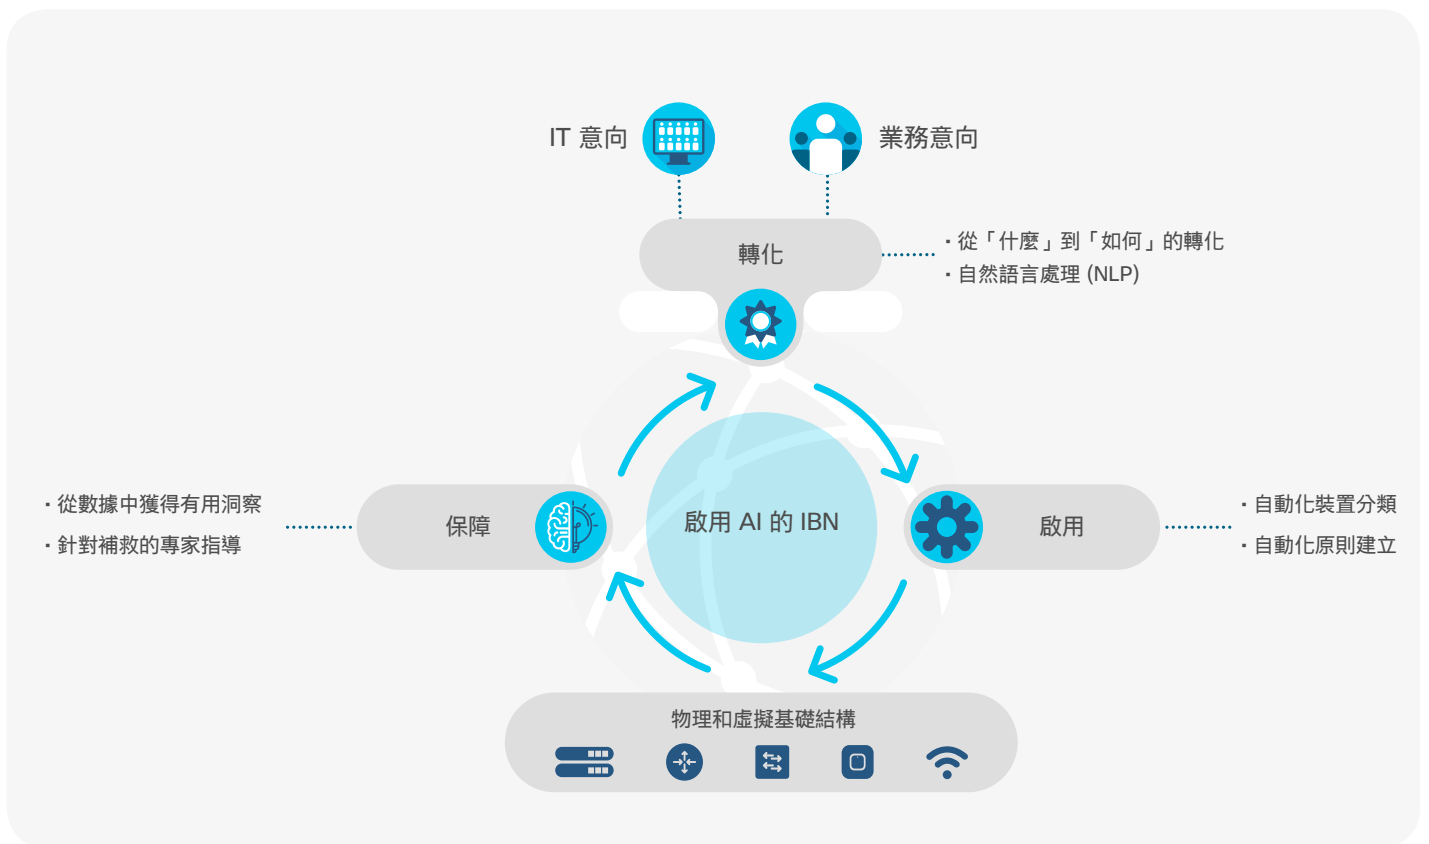 IT 意向
業務意向
轉化
・從「什麼」到「如何」的轉化
・自然語言處理 (NLP)
・從數據中獲得有用洞察
・針對補救的專家指導
保障
啟用 AI 的 IBN
啟用
・自動化裝置分類
・自動化原則建立
物理和虛擬基礎結構